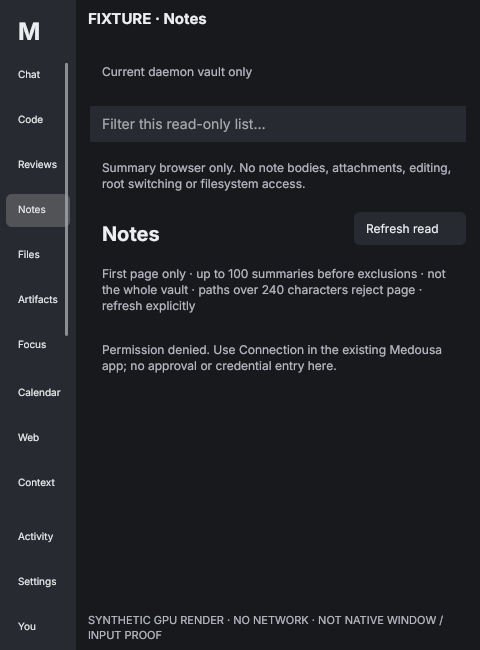 M
Chat
Code
Reviews
Notes
Files
Artifacts
Focus
Calendar
Web
Context
Activity
Settings
You
FIXTURE · Notes
Current daemon vault only
Filter this read-only list...
Summary browser only. No note bodies, attachments, editing,
root switching or filesystem access.
Notes
Refresh read
First page only · up to 100 summaries before exclusions · not
the whole vault · paths over 240 characters reject page ·
refresh explicitly
Permission denied. Use Connection in the existing Medousa
app; no approval or credential entry here.
SYNTHETIC GPU RENDER · NO NETWORK · NOT NATIVE WINDOW /
INPUT PROOF